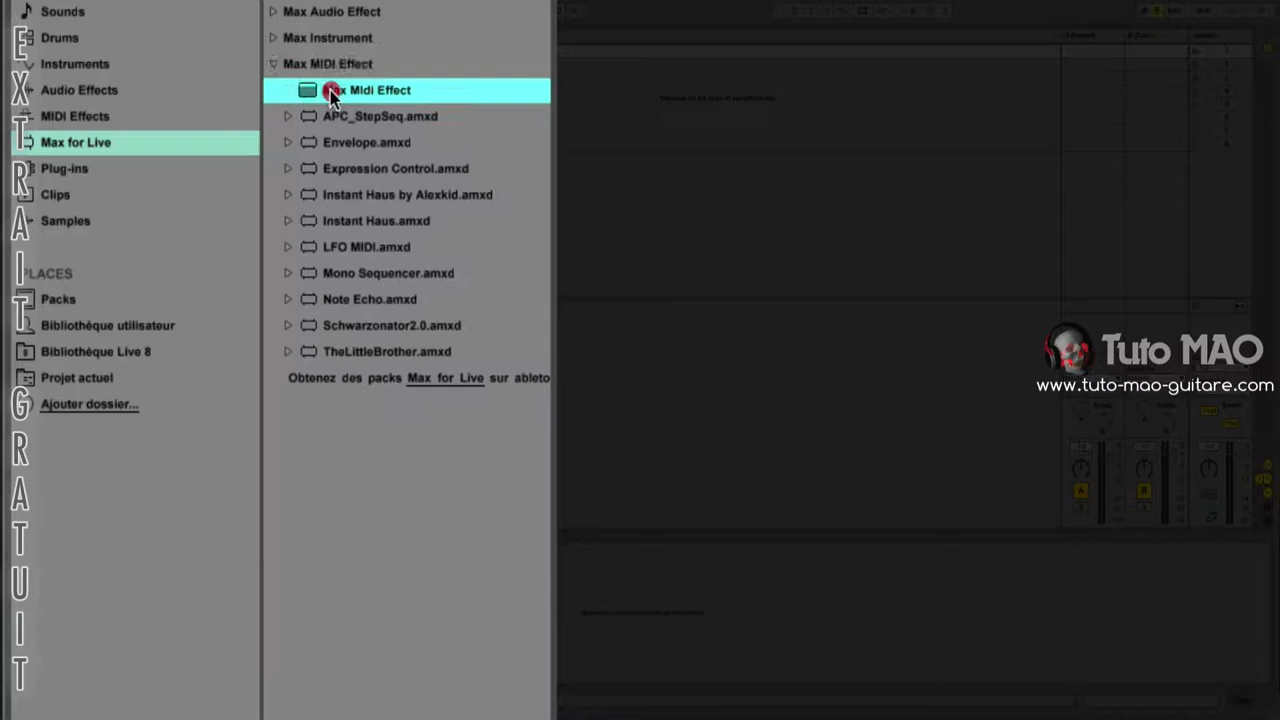 EXTRAIT GRATUIT
Sounds
Drums
Instruments
Audio Effects
MIDI Effects
Max for Live
Plug-ins
Clips
Samples
PLACES
Packs
Bibliothèque utilisateur
Bibliothèque Live 8
Projet actuel
Ajouter dossier...
Max Audio Effect
Max Instrument
Max MIDI Effect
Max MIdi Effect
APC_StepSeq.amxd
Envelope.amxd
Expression Control.amxd
Instant Haus by Alexkid.amxd
Instant Haus.amxd
LFO MIDI.amxd
Mono Sequencer.amxd
Note Echo.amxd
Schwarzonator2.0.amxd
TheLittleBrother.amxd
Obtenez des packs Max for Live sur ableto
Tuto MAO
www.tuto-mao-guitare.com